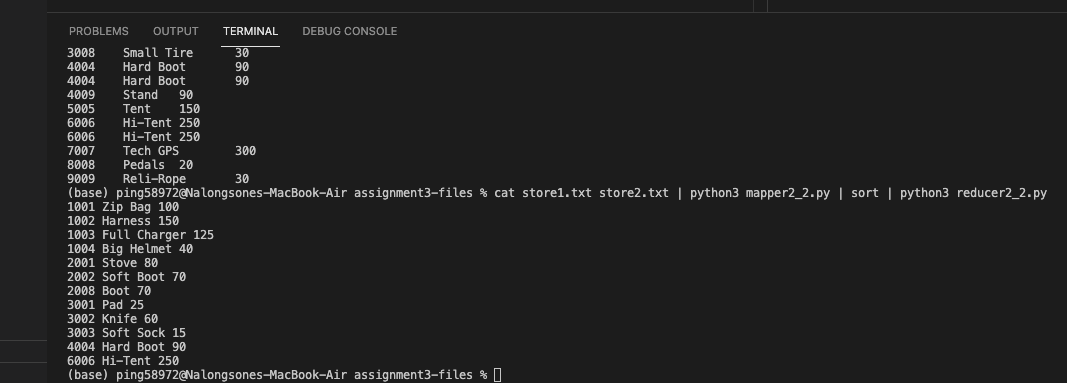 PROBLEMS OUTPUT TERMINAL DEBUG CONSOLE
3008 Small Tire 30
4004 Hard Boot 90
4004 Hard Boot 90
4009 Stand 90
5005 Tent 150
6006 Hi-Tent 250
6006 Hi-Tent 250
7007 Tech GPS 300
8008 Pedals 20
9009 Reli-Rope 30
(base) ping58972@Nalongsones-MacBook-Air assignment3-files % cat store1.txt store2.txt | python3 mapper2_2.py | sort | python3 reducer2_2.py
1001 Zip Bag 100
1002 Harness 150
1003 Full Charger 125
1004 Big Helmet 40
2001 Stove 80
2002 Soft Boot 70
2008 Boot 70
3001 Pad 25
3002 Knife 60
3003 Soft Sock 15
4004 Hard Boot 90
6006 Hi-Tent 250
(base) ping58972@Nalongsones-MacBook-Air assignment3-files %